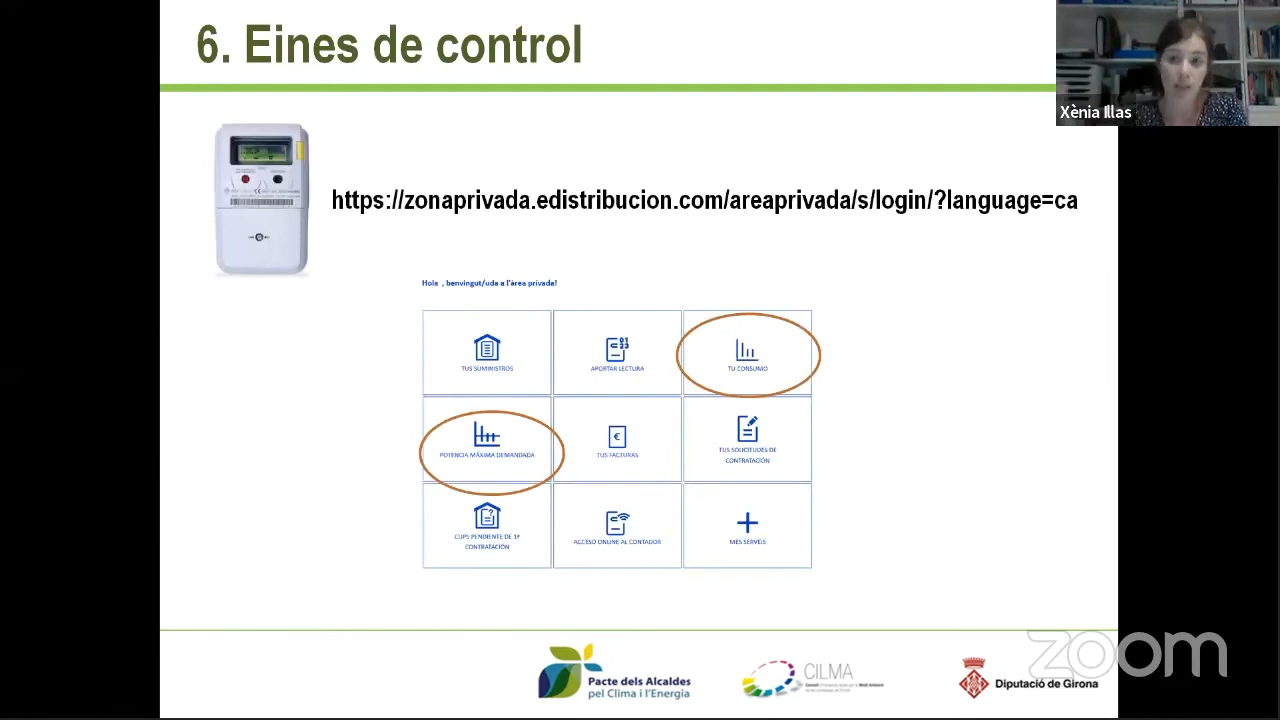 6. Eines de control
Xènia Illas
https://zonaprivada.edistribucion.com/areaprivada/s/login/?language=ca
Hola , benvingut/uda a l'àrea privada!
TUS SUMINISTROS
APORTAR LECTURA
TU CONSUMO
POTENCIA MÁXIMA DEMANDADA
€
TUS FACTURAS
TUS SOLICITUDES DE
CONTRATACIÓN
CUPS PENDIENTE DE 1ª
CONTRATACIÓN
ACCESO ONLINE AL CONTADOR
MÉS SERVEIS
Pacte dels Alcaldes
pel Clima i l'Energia
CILMA
Diputació de Girona
zoom